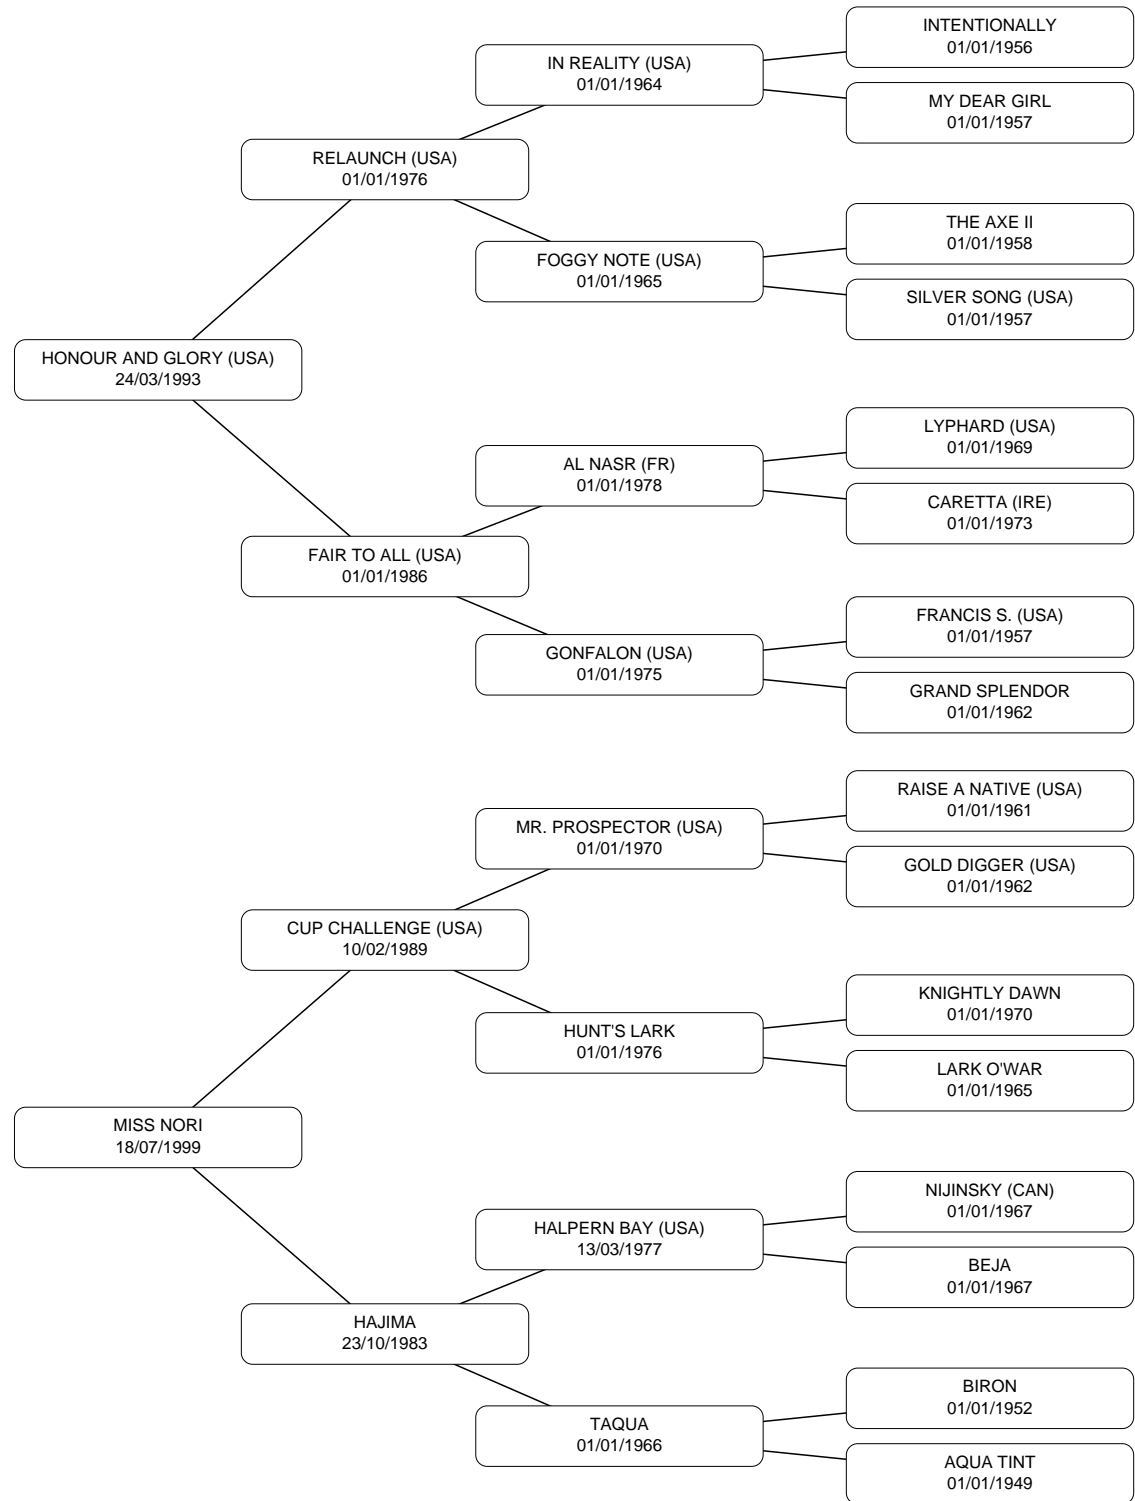 INTENTIONALLY
01/01/1956
IN REALITY (USA)
01/01/1964
MY DEAR GIRL
01/01/1957
RELAUNCH (USA)
01/01/1976
THE AXE II
01/01/1958
FOGGY NOTE (USA)
01/01/1965
SILVER SONG (USA)
01/01/1957
HONOUR AND GLORY (USA)
24/03/1993
LYPHARD (USA)
01/01/1969
AL NASR (FR)
01/01/1978
CARETTA (IRE)
01/01/1973
FAIR TO ALL (USA)
01/01/1986
FRANCIS S. (USA)
01/01/1957
GONFALON (USA)
01/01/1975
GRAND SPLENDOR
01/01/1962
RAISE A NATIVE (USA)
01/01/1961
MR. PROSPECTOR (USA)
01/01/1970
GOLD DIGGER (USA)
01/01/1962
CUP CHALLENGE (USA)
10/02/1989
KNIGHTLY DAWN
01/01/1970
HUNT'S LARK
01/01/1976
LARK O'WAR
01/01/1965
MISS NORI
18/07/1999
NIJINSKY (CAN)
01/01/1967
HALPERN BAY (USA)
13/03/1977
BEJA
01/01/1967
HAJIMA
23/10/1983
BIRON
01/01/1952
TAQUA
01/01/1966
AQUA TINT
01/01/1949